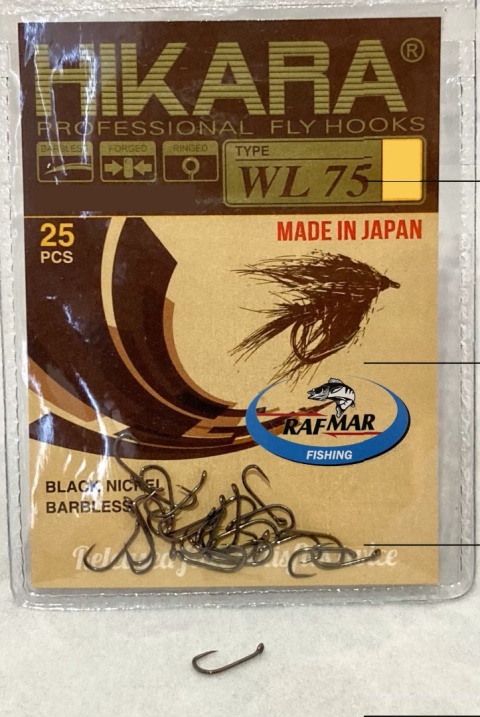 HIKARA®
PROFESSIONAL FLY HOOKS
BARBLESS FORGED RINGED
TYPE
WL 75
25
PCS
MADE IN JAPAN
RAFMAR
FISHING
BLACK NICKEL
BARBLESS
Released